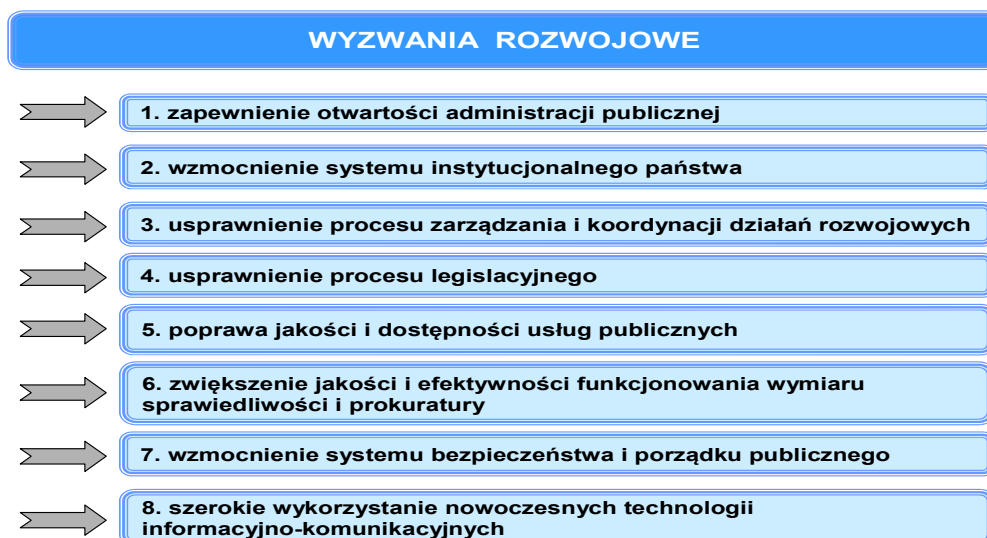 WYZWANIA ROZWOJOWE
1. zapewnienie otwartości administracji publicznej
2. wzmocnienie systemu instytucjonalnego państwa
3. usprawnienie procesu zarządzania i koordynacji działań rozwojowych
4. usprawnienie procesu legislacyjnego
5. poprawa jakości i dostępności usług publicznych
6. zwiększenie jakości i efektywności funkcjonowania wymiaru
sprawiedliwości i prokuratury
7. wzmocnienie systemu bezpieczeństwa i porządku publicznego
8. szerokie wykorzystanie nowoczesnych technologii
informacyjno-komunikacyjnych